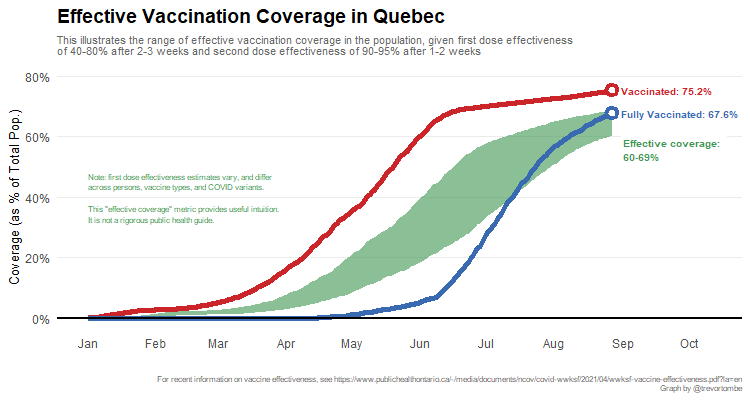 Effective Vaccination Coverage in Quebec
This illustrates the range of effective vaccination coverage in the population, given first dose effectiveness
of 40-80% after 2-3 weeks and second dose effectiveness of 90-95% after 1-2 weeks
Coverage (as % of Total Pop.)
80%
60%
40%
20%
0%
Vaccinated: 75.2%
Fully Vaccinated: 67.6%
Effective coverage:
60-69%
Note: first dose effectiveness estimates vary, and differ
across persons, vaccine types, and COVID variants.
This "effective coverage" metric provides useful intuition.
It is not a rigorous public health guide.
Jan Feb Mar Apr May Jun Jul Aug Sep Oct
For recent information on vaccine effectiveness, see https://www.publichealthontario.ca/-/media/documents/ncov/covid-wwksf/2021/04/wwksf-vaccine-effectiveness.pdf?la=en
Graph by @trevortombe